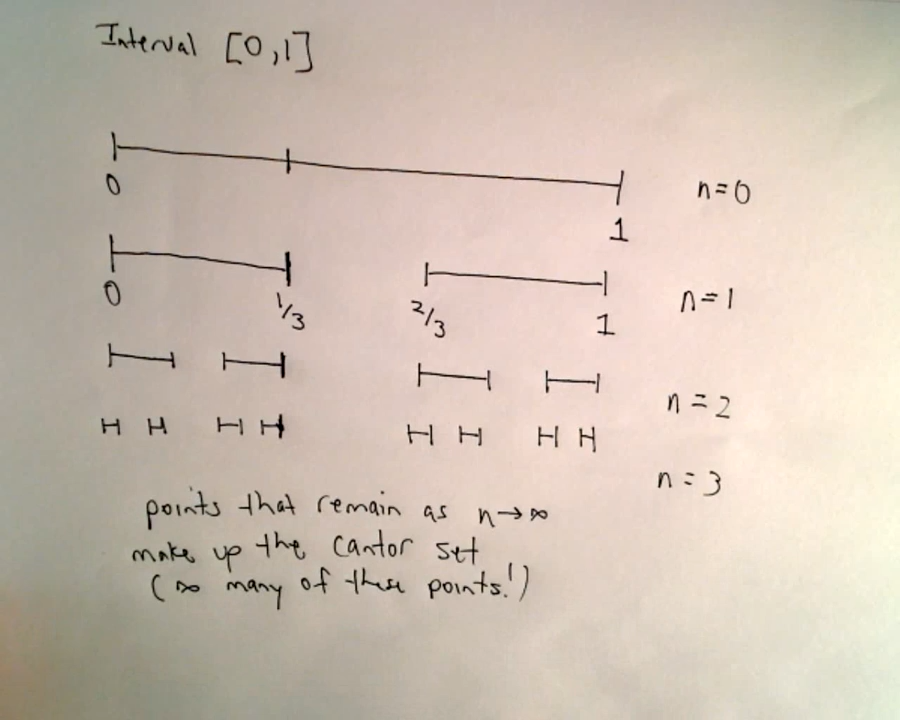 Interval [0,1]
n=0
0
1
n=1
0
1/3
2/3
1
n=2
n=3
points that remain as n→∞
make up the cantor set
(∞ many of these points!)